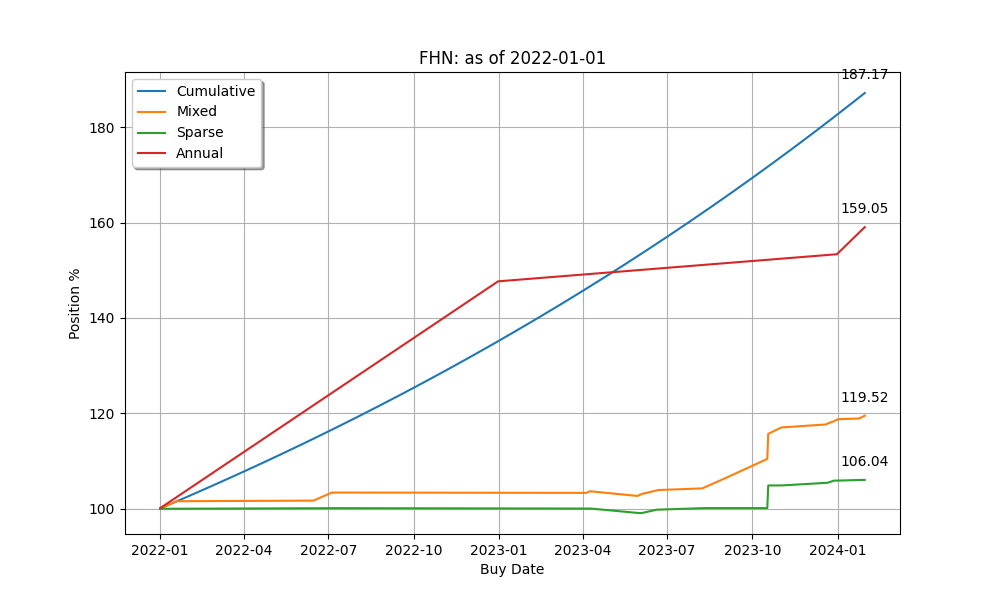 FHN: as of 2022-01-01
187.17
Cumulative
Mixed
Sparse
Annual
180
160
159.05
140
120
119.52
106.04
100
Position %
2022-01 2022-04 2022-07 2022-10 2023-01 2023-04 2023-07 2023-10 2024-01
Buy Date